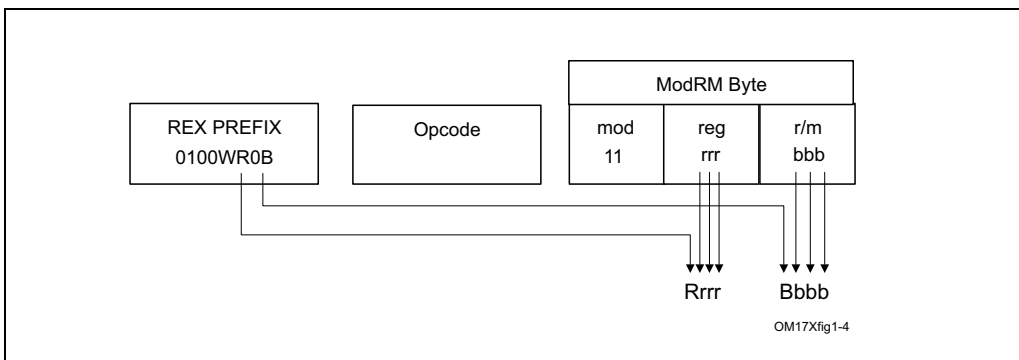 ModRM Byte
REX PREFIX
0100WR0B
Opcode
mod
11
reg
rrr
r/m
bbb
Rrrr
Bbbb
OM17Xfig1-4